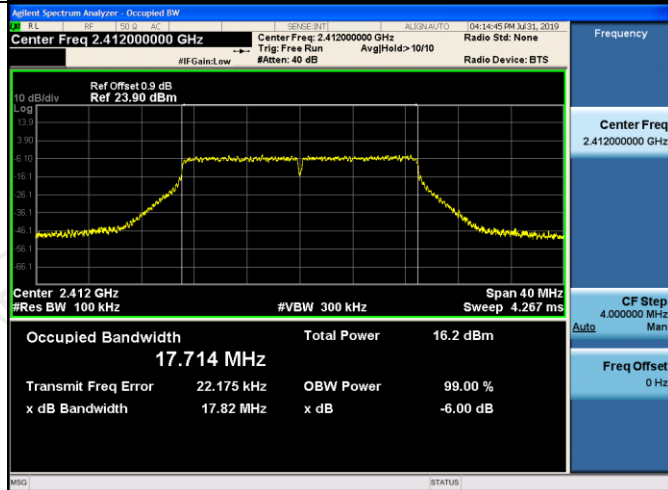 Agilent Spectrum Analyzer - Occupied BW
RL RF 50 Ω AC SENSE:INT ALIGNAUTO 04:14:45 PM Jul 31, 2019
Center Freq 2.412000000 GHz
Center Freq: 2.412000000 GHz
Radio Std: None
Trig: Free Run Avg|Hold:>10/10
#IFGain:Low #Atten: 40 dB Radio Device: BTS
Frequency
Ref Offset 0.9 dB
10 dB/div Ref 23.90 dBm
Log
13.9
3.90
-6.10
-16.1
-26.1
-36.1
-46.1
-56.1
-66.1
Center 2.412 GHz Span 40 MHz
#Res BW 100 kHz #VBW 300 kHz Sweep 4.267 ms
Occupied Bandwidth Total Power 16.2 dBm
17.714 MHz
Transmit Freq Error 22.175 kHz OBW Power 99.00 %
x dB Bandwidth 17.82 MHz x dB -6.00 dB
Center Freq
2.412000000 GHz
CF Step
4.000000 MHz
Auto Man
Freq Offset
0 Hz
MSG STATUS